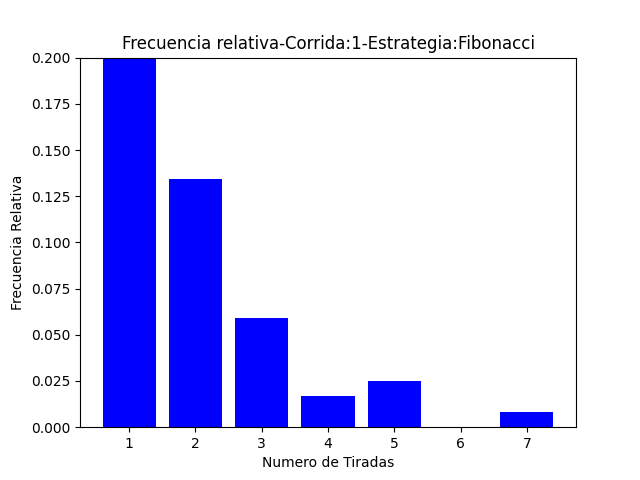 Frecuencia relativa-Corrida:1-Estrategia:Fibonacci
0.200
0.175
0.150
0.125
0.100
0.075
0.050
0.025
0.000
Frecuencia Relativa
1 2 3 4 5 6 7
Numero de Tiradas